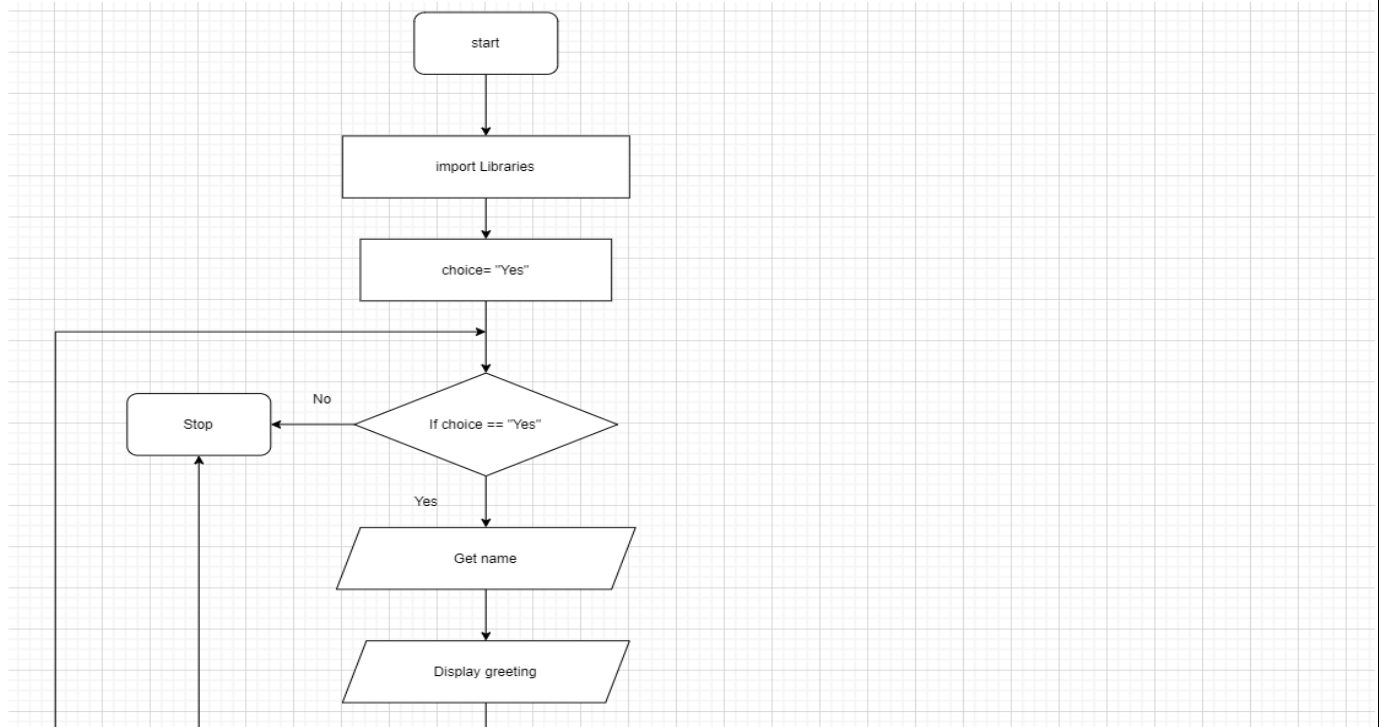 start
import Libraries
choice= "Yes"
No
Stop
If choice == "Yes"
Yes
Get name
Display greeting